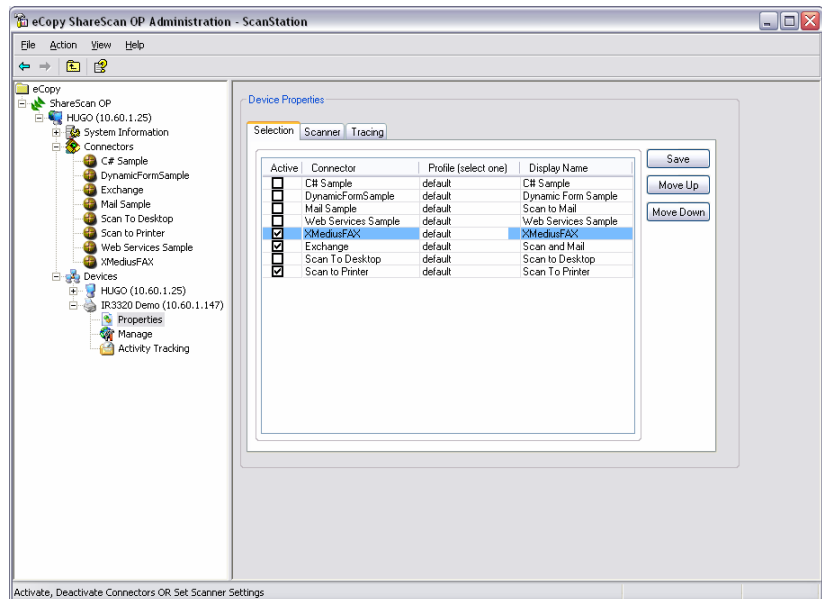 eCopy ShareScan OP Administration - ScanStation
File Action View Help
eCopy
ShareScan OP
HUGO (10.60.1.25)
System Information
Connectors
C# Sample
DynamicFormSample
Exchange
Mail Sample
Scan To Desktop
Scan to Printer
Web Services Sample
XMediusFAX
Devices
HUGO (10.60.1.25)
IR3320 Demo (10.60.1.147)
Properties
Manage
Activity Tracking
Device Properties
Selection Scanner Tracing
Active Connector Profile (select one) Display Name
C# Sample default C# Sample
DynamicFormSample default Dynamic Form Sample
Mail Sample default Scan to Mail
Web Services Sample default Web Services Sample
XMediusFAX default XMediusFAX
Exchange default Scan and Mail
Scan To Desktop default Scan to Desktop
Scan to Printer default Scan To Printer
Save
Move Up
Move Down
Activate, Deactivate Connectors OR Set Scanner Settings